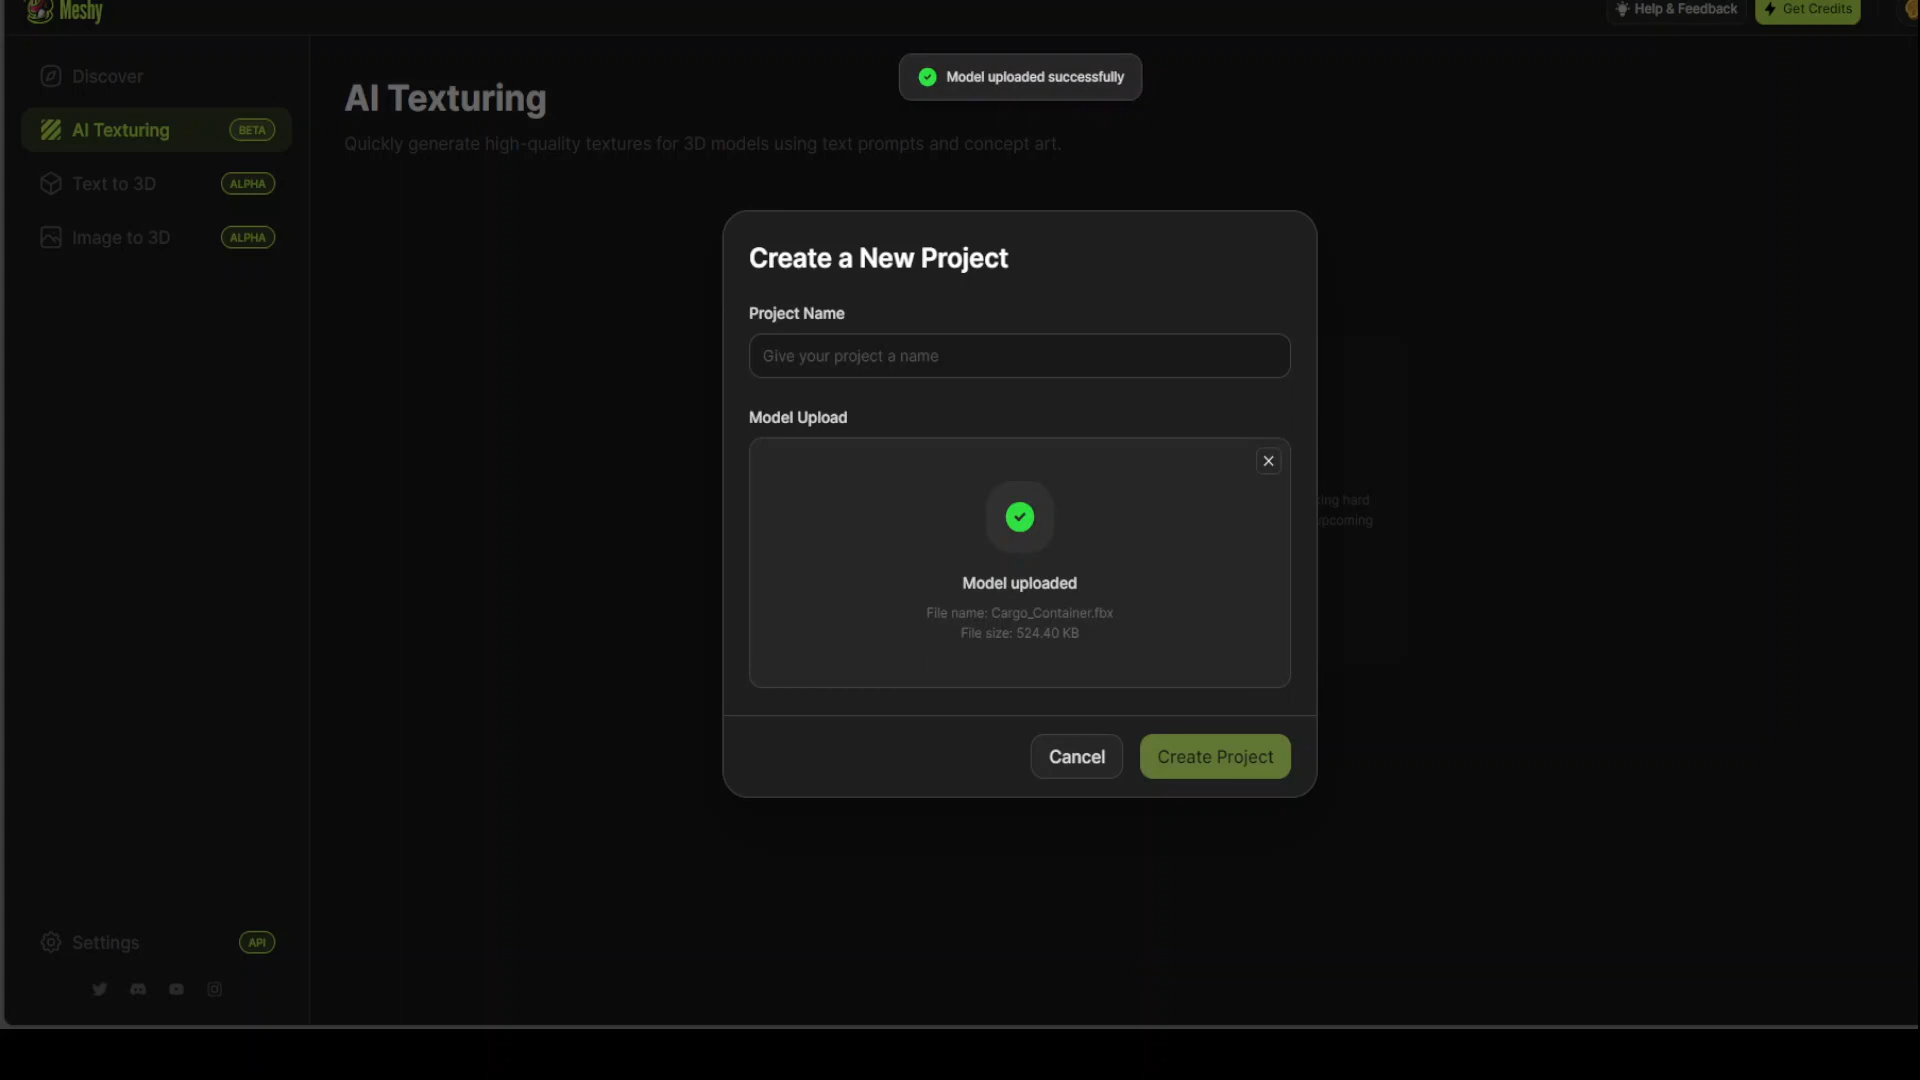 Meshy
Help & Feedback
Get Credits
Discover
AI Texturing
BETA
Text to 3D
ALPHA
Image to 3D
ALPHA
Settings
API
Model uploaded successfully
AI Texturing
Quickly generate high-quality textures for 3D models using text prompts and concept art.
Create a New Project
Project Name
Give your project a name
Model Upload
Model uploaded
File name: Cargo_Container.fbx
File size: 524.40 KB
Cancel
Create Project
hard
upcoming